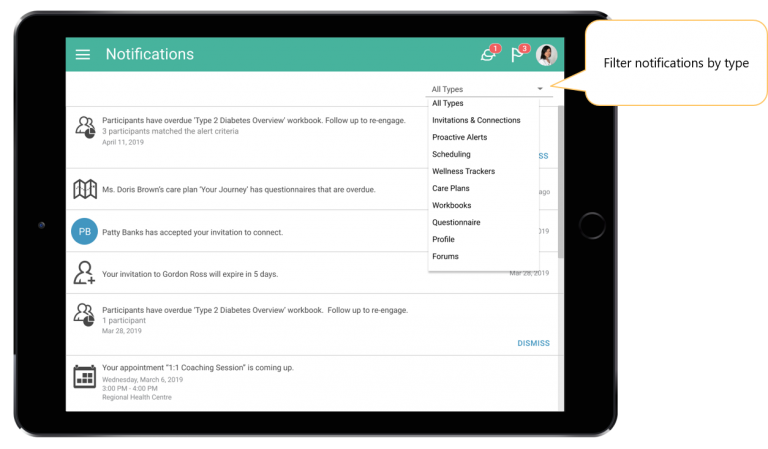 Notifications
1
3
Filter notifications by type
All Types
All Types
Invitations & Connections
Proactive Alerts
Scheduling
Wellness Trackers
Care Plans
Workbooks
Questionnaire
Profile
Forums
Participants have overdue 'Type 2 Diabetes Overview' workbook. Follow up to re-engage.
3 participants matched the alert criteria
April 11, 2019
SS
Ms. Doris Brown's care plan 'Your Journey' has questionnaires that are overdue.
ago
PB
Patty Banks has accepted your invitation to connect.
019
Your invitation to Gordon Ross will expire in 5 days.
Mar 28, 2019
Participants have overdue 'Type 2 Diabetes Overview' workbook. Follow up to re-engage.
1 participant
Mar 28, 2019
DISMISS
Your appointment "1:1 Coaching Session" is coming up.
Wednesday, March 6, 2019
3:00 PM - 4:00 PM
Regional Health Centre